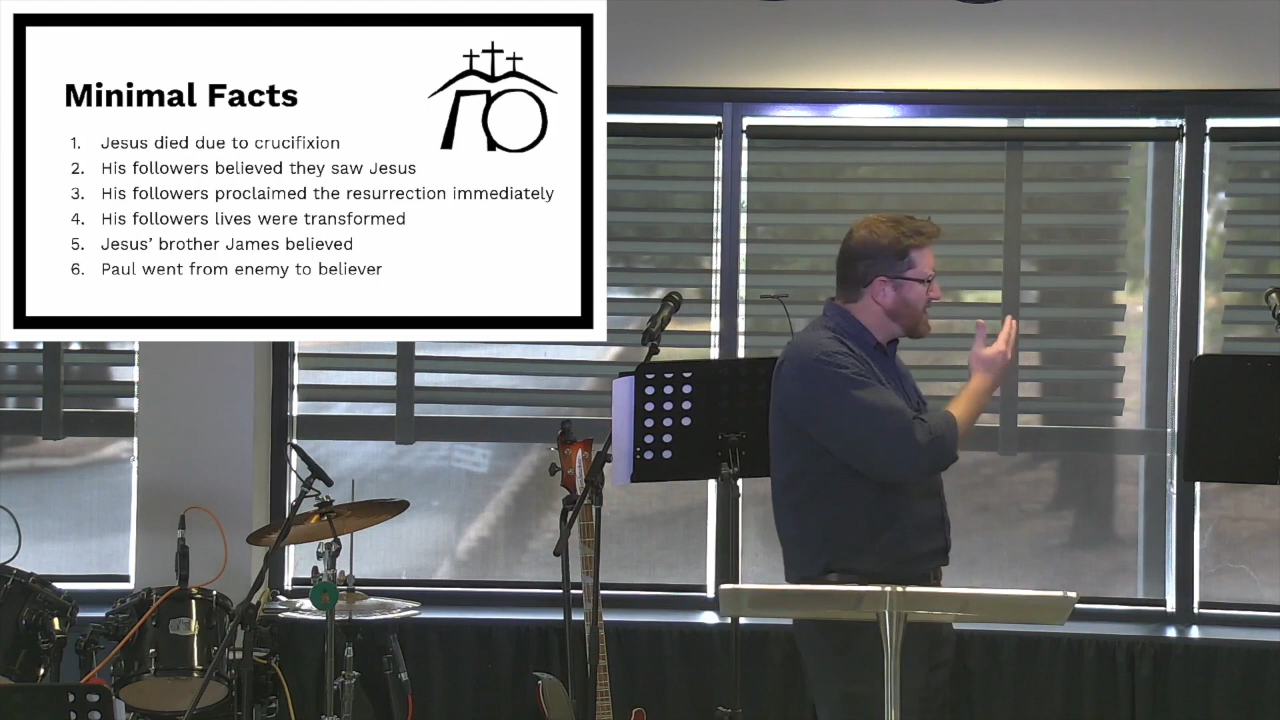 Minimal Facts
1. Jesus died due to crucifixion
2. His followers believed they saw Jesus
3. His followers proclaimed the resurrection immediately
4. His followers lives were transformed
5. Jesus' brother James believed
6. Paul went from enemy to believer